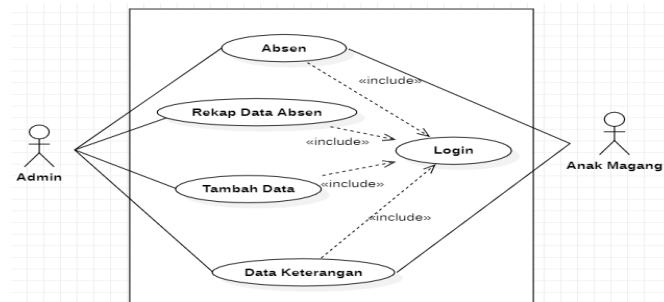 Absen
«include»
Rekap Data Absen
«include»
Login
Admin
Anak Magang
Tambah Data
«include»
«include»
Data Keterangan